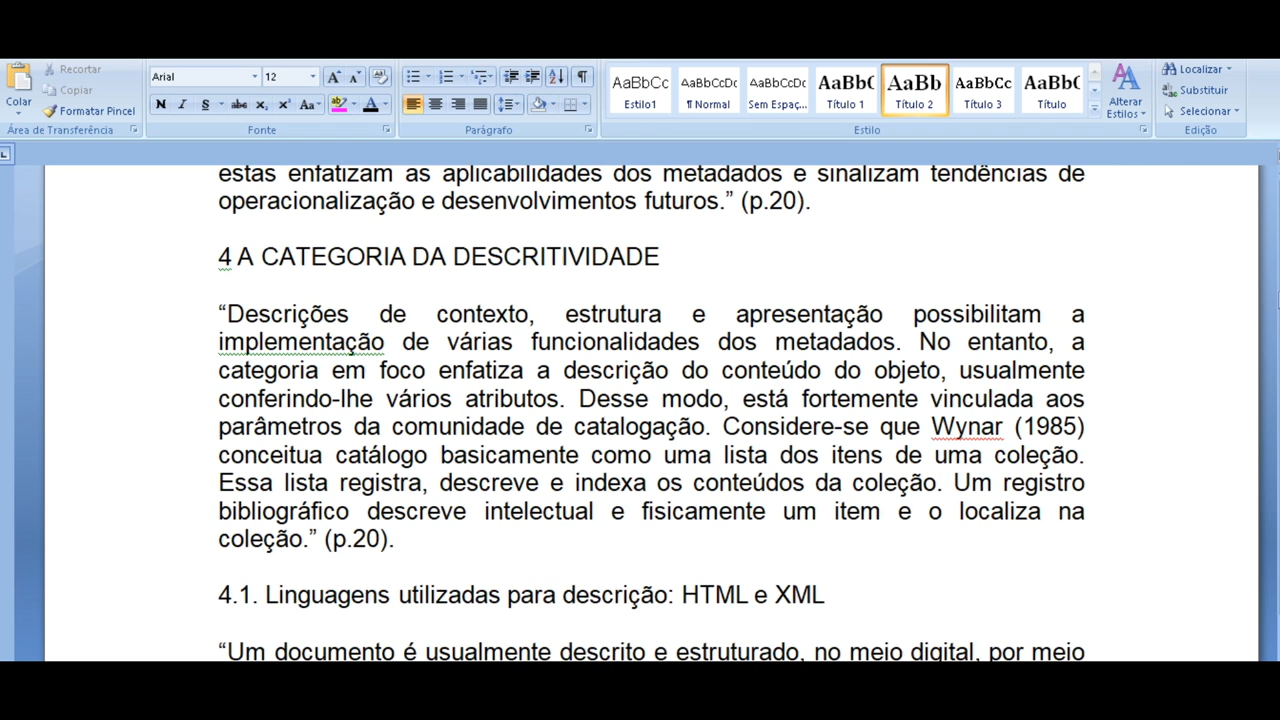 Recortar
Copiar
Colar
Formatar Pincel
Área de Transferência
Arial 12
N I S abc x₂ x² Aa
Fonte
Parágrafo
AaBbCc AaBbCcDc AaBbCcDc AaBbC AaBb AaBbCc AaBbC
Estilo1 ¶ Normal Sem Espaç... Título 1 Título 2 Título 3 Título
Estilo
Alterar
Estilos
Localizar
Substituir
Selecionar
Edição
estas enfatizam as aplicabilidades dos metadados e sinalizam tendências de
operacionalização e desenvolvimentos futuros.” (p.20).
4 A CATEGORIA DA DESCRITIVIDADE
“Descrições de contexto, estrutura e apresentação possibilitam a
implementação de várias funcionalidades dos metadados. No entanto, a
categoria em foco enfatiza a descrição do conteúdo do objeto, usualmente
conferindo-lhe vários atributos. Desse modo, está fortemente vinculada aos
parâmetros da comunidade de catalogação. Considere-se que Wynar (1985)
conceitua catálogo basicamente como uma lista dos itens de uma coleção.
Essa lista registra, descreve e indexa os conteúdos da coleção. Um registro
bibliográfico descreve intelectual e fisicamente um item e o localiza na
coleção.” (p.20).
4.1. Linguagens utilizadas para descrição: HTML e XML
“Um documento é usualmente descrito e estruturado, no meio digital, por meio